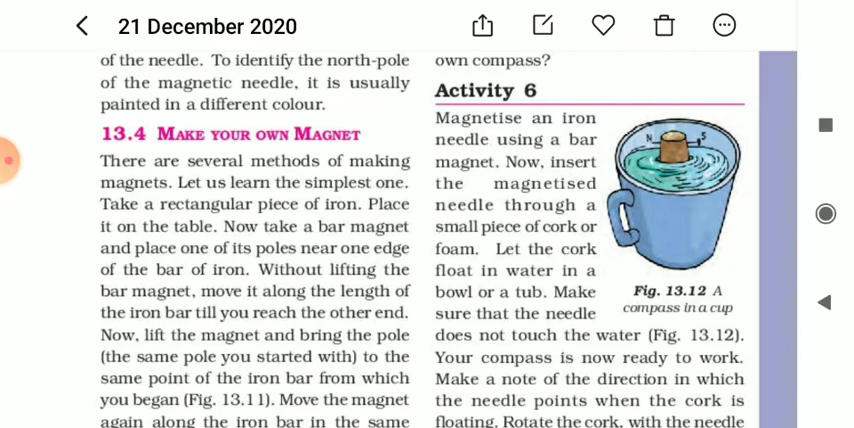 21 December 2020
of the needle. To identify the north-pole
of the magnetic needle, it is usually
painted in a different colour.
13.4 MAKE YOUR OWN MAGNET
There are several methods of making
magnets. Let us learn the simplest one.
Take a rectangular piece of iron. Place
it on the table. Now take a bar magnet
and place one of its poles near one edge
of the bar of iron. Without lifting the
bar magnet, move it along the length of
the iron bar till you reach the other end.
Now, lift the magnet and bring the pole
(the same pole you started with) to the
same point of the iron bar from which
you began (Fig. 13.11). Move the magnet
again along the iron bar in the same
own compass?
Activity 6
Magnetise an iron
needle using a bar
magnet. Now, insert
the magnetised
needle through a
small piece of cork or
foam. Let the cork
float in water in a
bowl or a tub. Make
sure that the needle
does not touch the water (Fig. 13.12).
Your compass is now ready to work.
Make a note of the direction in which
the needle points when the cork is
floating. Rotate the cork, with the needle
N
S
Fig. 13.12 A
compass in a cup